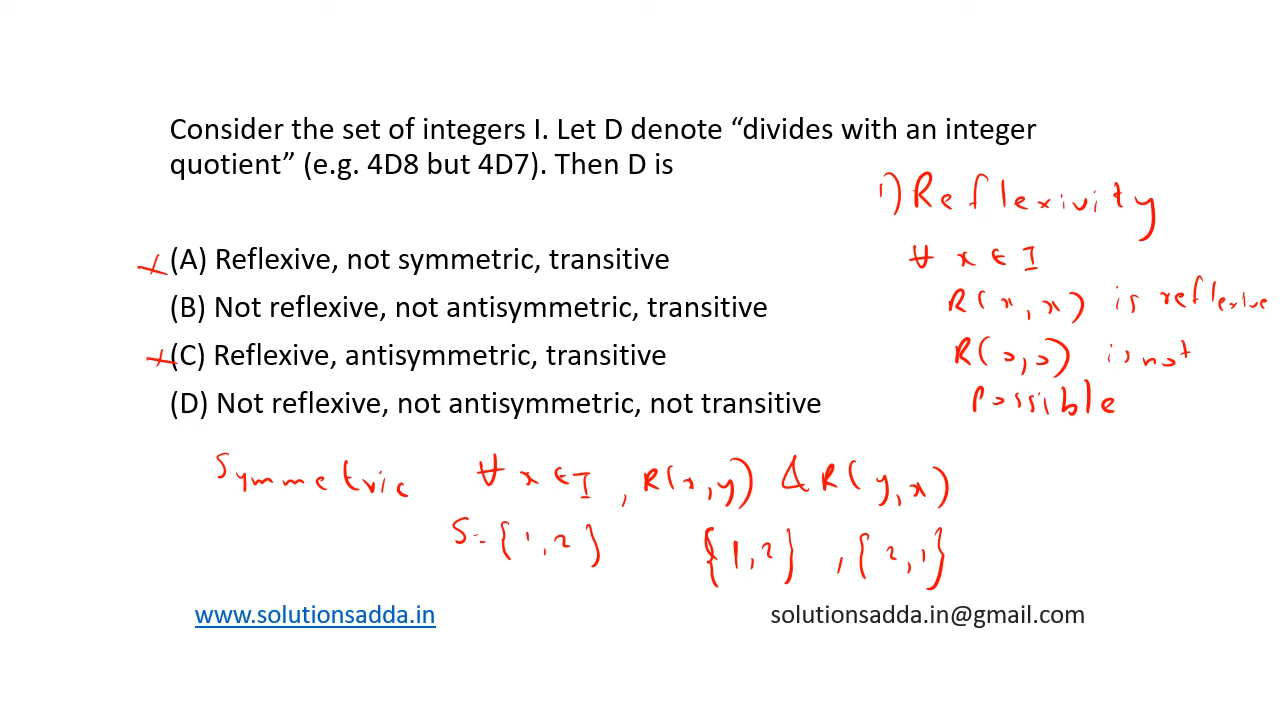 Consider the set of integers I. Let D denote “divides with an integer
quotient” (e.g. 4D8 but 4D7). Then D is
1) Reflexivity
(A) Reflexive, not symmetric, transitive
∀ x ∈ I
(B) Not reflexive, not antisymmetric, transitive
R(x,x) is reflexive
(C) Reflexive, antisymmetric, transitive
R(0,0) is not
(D) Not reflexive, not antisymmetric, not transitive
possible
Symmetric ∀ x ∈ I, R(x,y) & R(y,x)
S={1,2} {1,2}, {2,1}
www.solutionsadda.in
solutionsadda.in@gmail.com